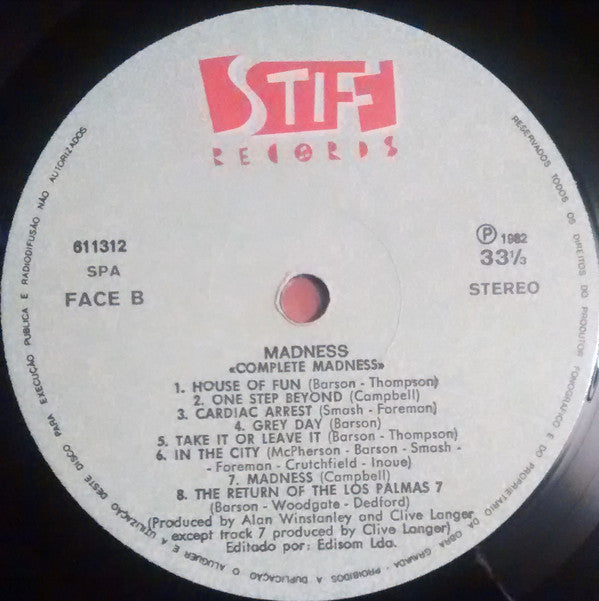 STIFF
RECORDS
611312
SPA
FACE B
Ⓟ 1982
33⅓
STEREO
MADNESS
«COMPLETE MADNESS»
1. HOUSE OF FUN (Barson - Thompson)
2. ONE STEP BEYOND (Campbell)
3. CARDIAC ARREST (Smash - Foreman)
4. GREY DAY (Barson)
5. TAKE IT OR LEAVE IT (Barson - Thompson)
6. IN THE CITY (McPherson - Barson - Smash -
- Foreman - Crutchfield - Inoue)
7. MADNESS (Campbell)
8. THE RETURN OF THE LOS PALMAS 7
(Barson - Woodgate - Dedford)
(Produced by Alan Winstanley and Clive Langer
except track 7 produced by Clive Langer)
Editado por: Edisom Lda.
RESERVADOS TODOS OS DIREITOS DO PRODUTOR FONOGRÁFICO E DO PROPRIETÁRIO DA OBRA GRAVADA - PROIBIDOS A DUPLICAÇÃO O ALUGUER E A UTILIZAÇÃO DESTE DISCO PARA EXECUÇÃO PUBLICA E RADIODIFUSÃO NÃO AUTORIZADOS